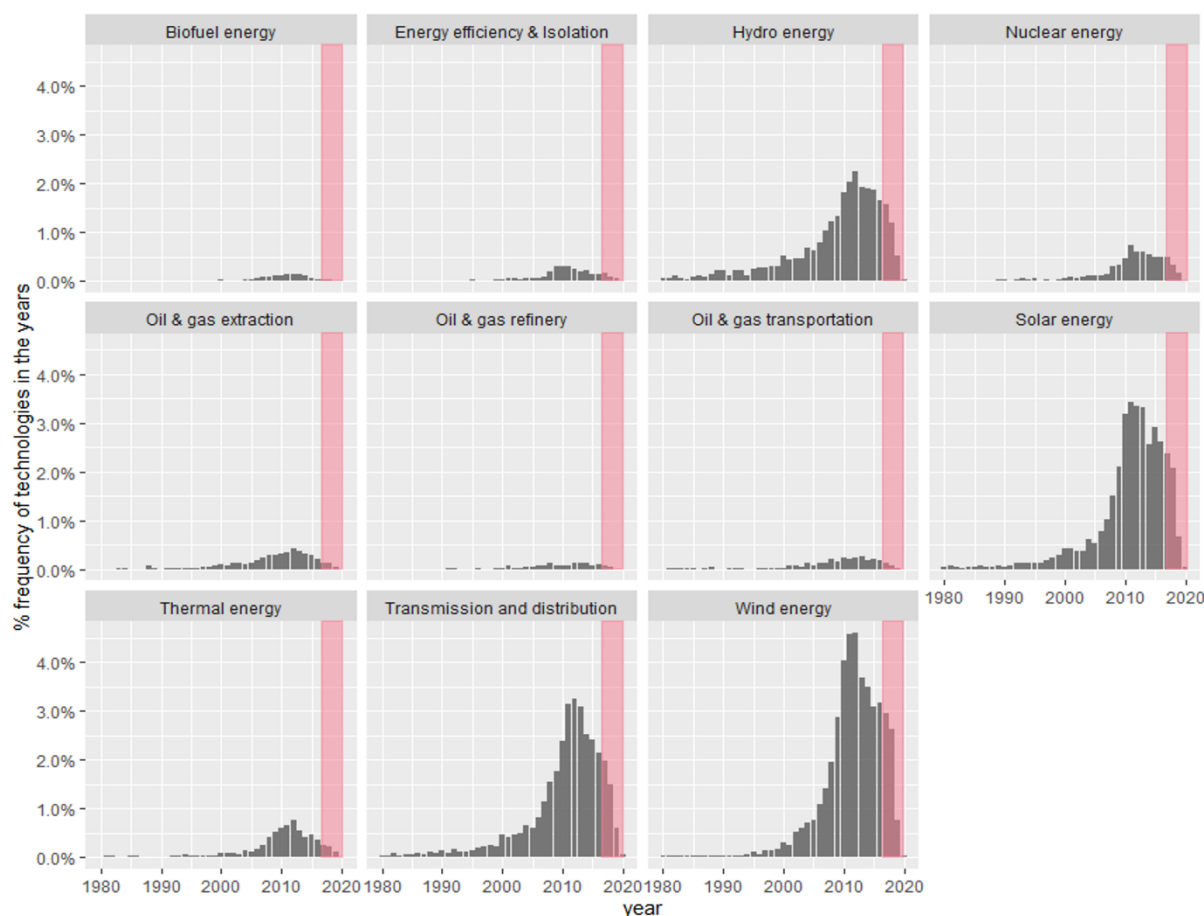 Biofuel energy
Energy efficiency & Isolation
Hydro energy
Nuclear energy
4.0%
3.0%
2.0%
1.0%
0.0%
Oil & gas extraction
Oil & gas refinery
Oil & gas transportation
Solar energy
4.0%
3.0%
2.0%
1.0%
0.0%
1980 1990 2000 2010 2020
Thermal energy
Transmission and distribution
Wind energy
4.0%
3.0%
2.0%
1.0%
0.0%
1980 1990 2000 2010 2020
1980 1990 2000 2010 2020
1980 1990 2000 2010 2020
year
% frequency of technologies in the years